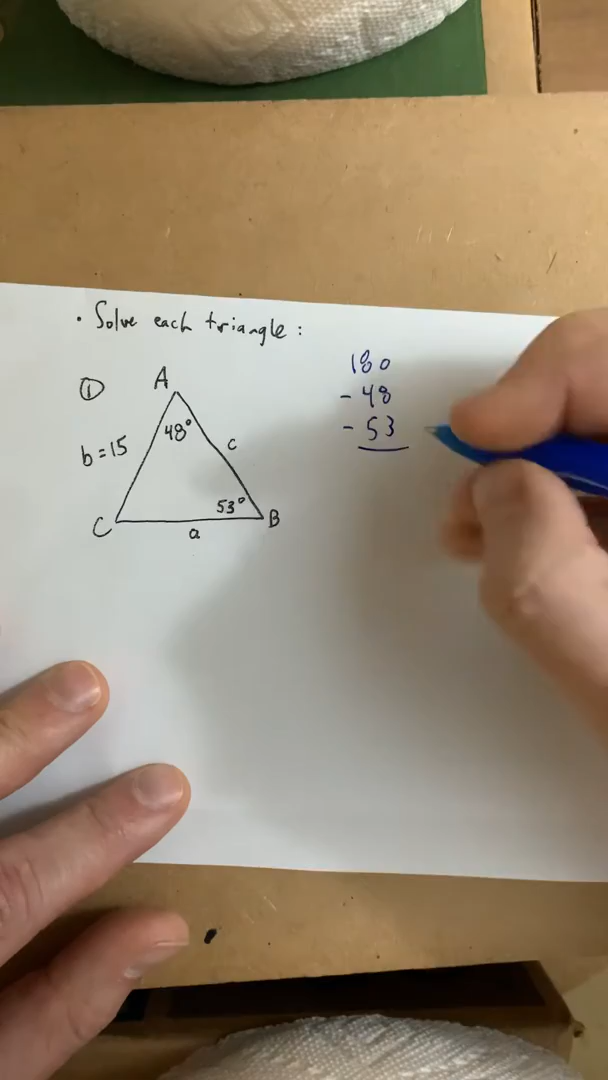 · Solve each triangle :
① A
48°
b = 15
c
53°
C
B
a
180
- 48
- 53